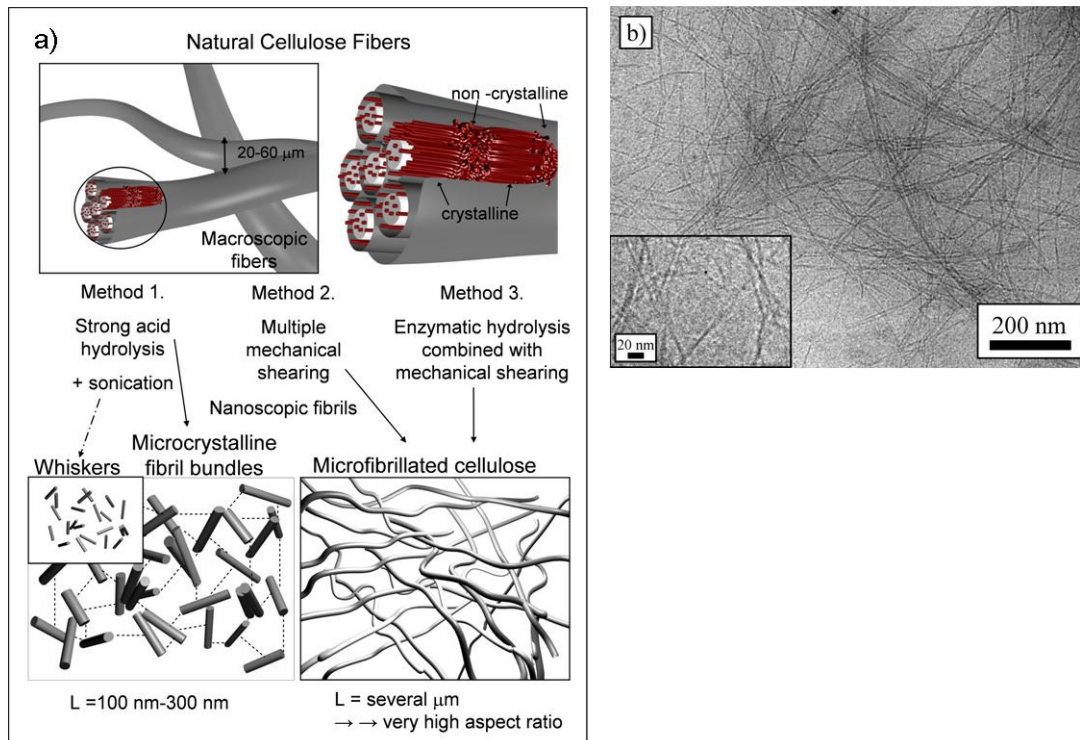 a)
Natural Cellulose Fibers
non -crystalline
20-60 μm
crystalline
Macroscopic
fibers
Method 1.
Method 2.
Method 3.
Strong acid
hydrolysis
+ sonication
Multiple
mechanical
shearing
Enzymatic hydrolysis
combined with
mechanical shearing
Nanoscopic fibrils
Whiskers
Microcrystalline
fibril bundles
Microfibrillated cellulose
L =100 nm-300 nm
L = several μm
→ → very high aspect ratio
b)
20 nm
200 nm